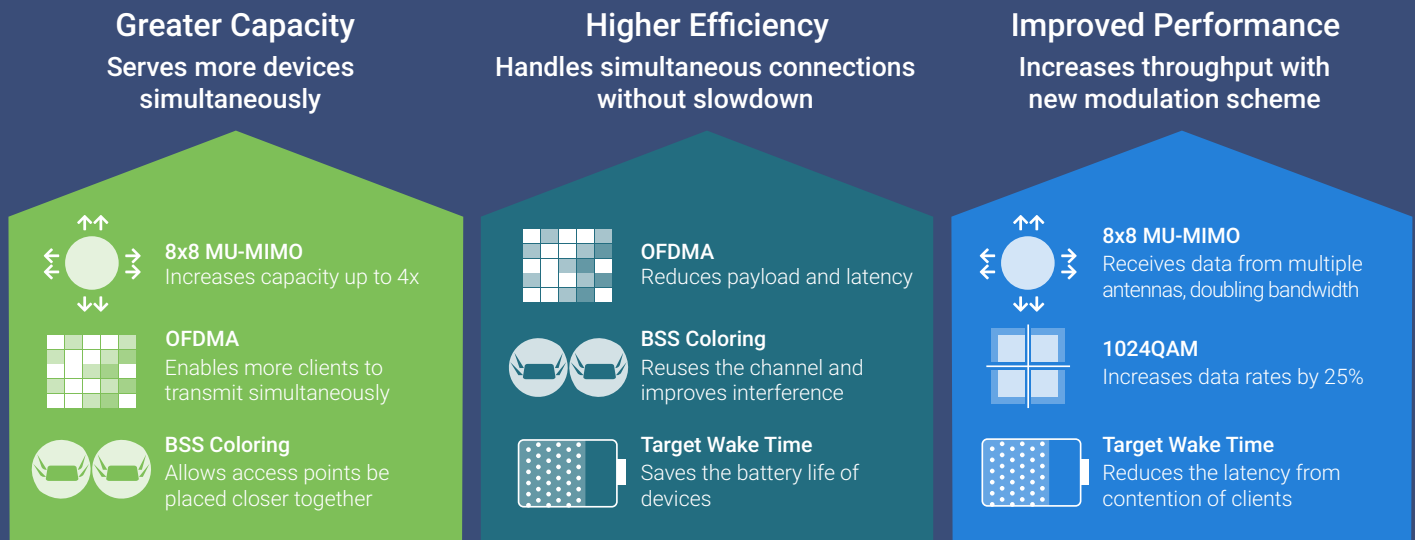 Greater Capacity
Serves more devices
simultaneously
8x8 MU-MIMO
Increases capacity up to 4x
OFDMA
Enables more clients to
transmit simultaneously
BSS Coloring
Allows access points be
placed closer together
Higher Efficiency
Handles simultaneous connections
without slowdown
OFDMA
Reduces payload and latency
BSS Coloring
Reuses the channel and
improves interference
Target Wake Time
Saves the battery life of
devices
Improved Performance
Increases throughput with
new modulation scheme
8x8 MU-MIMO
Receives data from multiple
antennas, doubling bandwidth
1024QAM
Increases data rates by 25%
Target Wake Time
Reduces the latency from
contention of clients